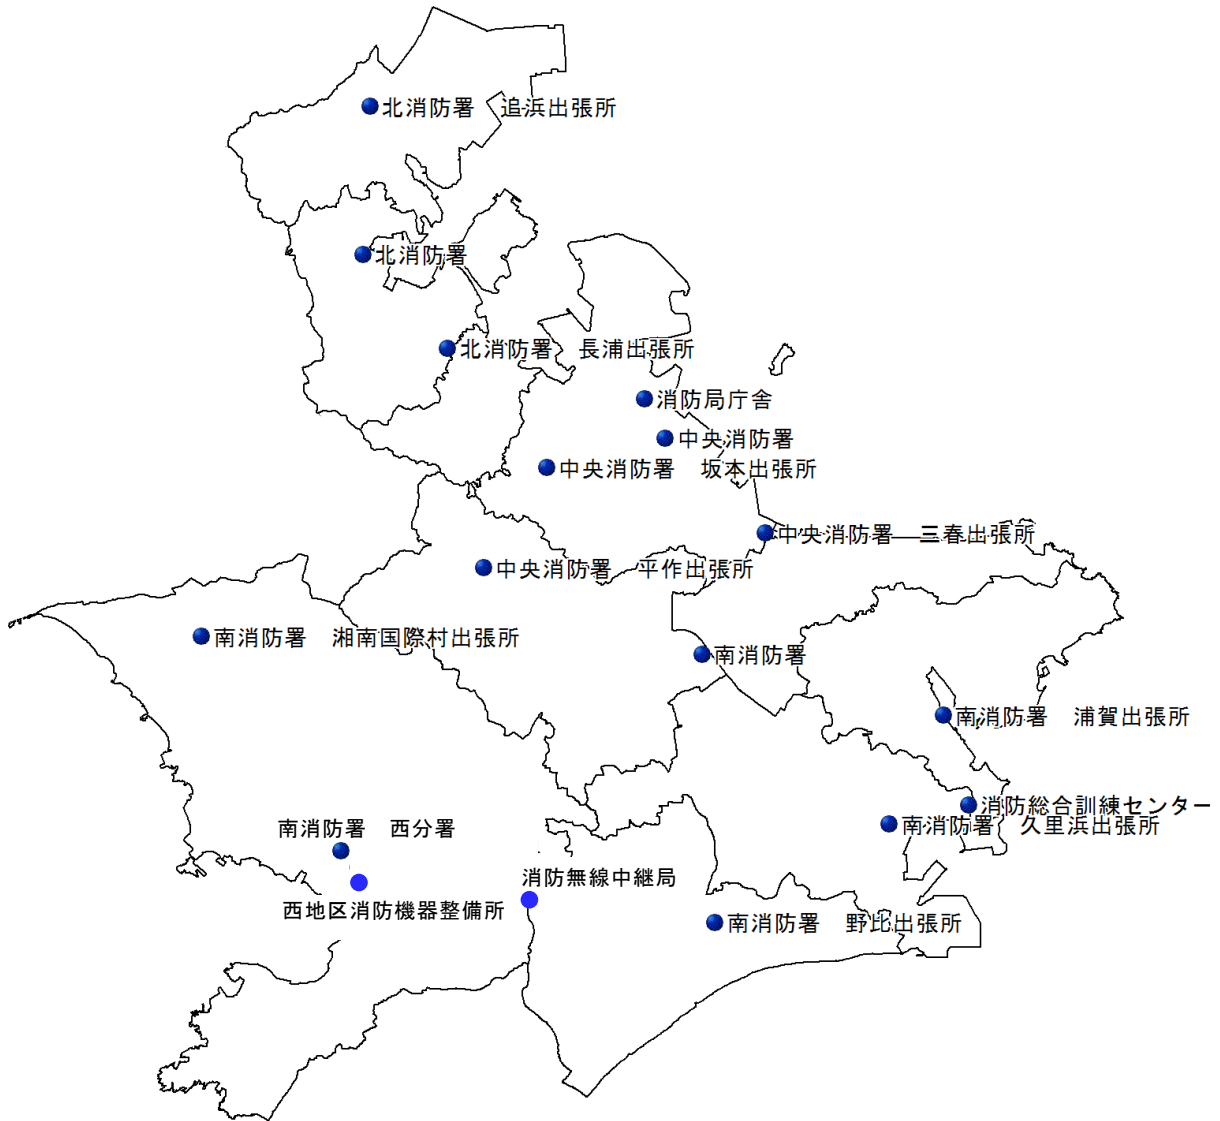 北消防署　追浜出張所
北消防署
北消防署　長浦出張所
消防局庁舎
中央消防署
中央消防署　坂本出張所
中央消防署　三春出張所
中央消防署　平作出張所
南消防署　湘南国際村出張所
南消防署
南消防署　浦賀出張所
消防総合訓練センター
南消防署　久里浜出張所
南消防署　西分署
消防無線中継局
西地区消防機器整備所
南消防署　野比出張所